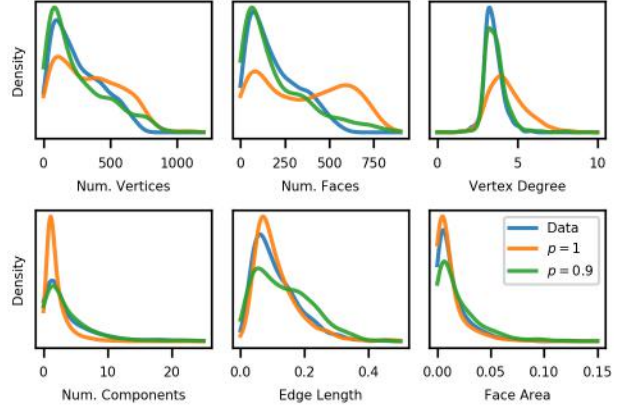 Density
0 500 1000
Num. Vertices
0 250 500 750
Num. Faces
0 5 10
Vertex Degree
Density
0 10 20
Num. Components
0.0 0.2 0.4
Edge Length
Data
p = 1
p = 0.9
0.00 0.05 0.10 0.15
Face Area